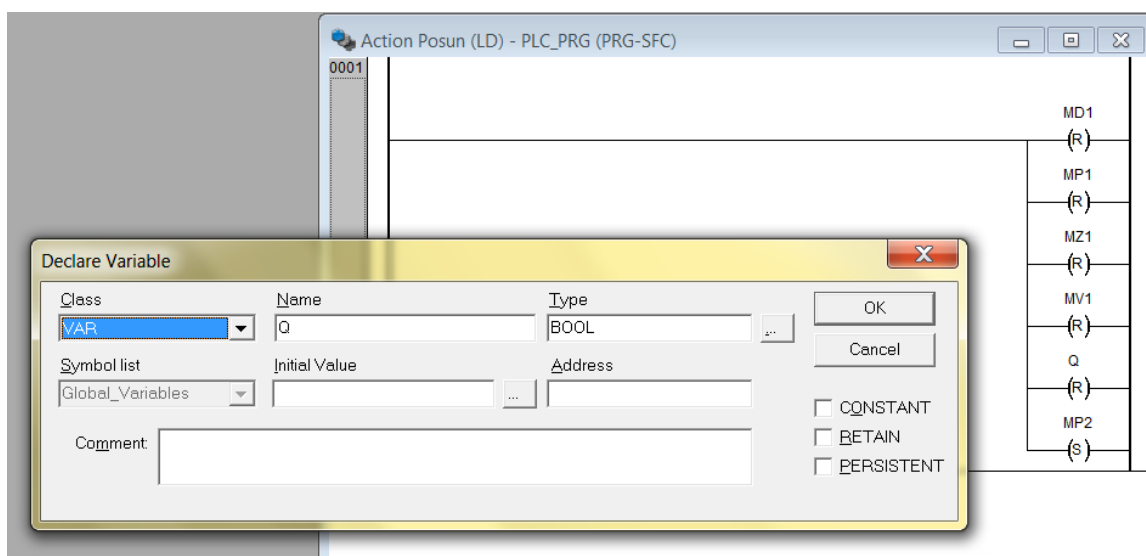 Action Posun (LD) - PLC_PRG (PRG-SFC)
0001
MD1
(R)
MP1
(R)
MZ1
(R)
MV1
(R)
Q
(R)
MP2
(S)
Declare Variable
Class Name Type
VAR Q BOOL ...
OK
Symbol list Initial Value Address
Cancel
Global_Variables ...
CONSTANT
Comment:
RETAIN
PERSISTENT